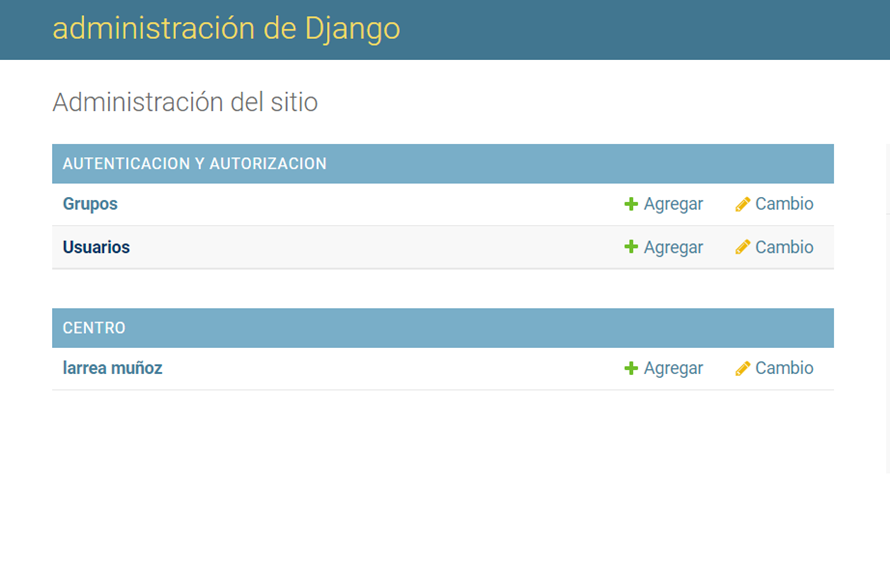 administración de Django
Administración del sitio
AUTENTICACION Y AUTORIZACION
Grupos Agregar Cambio
Usuarios Agregar Cambio
CENTRO
larrea muñoz Agregar Cambio